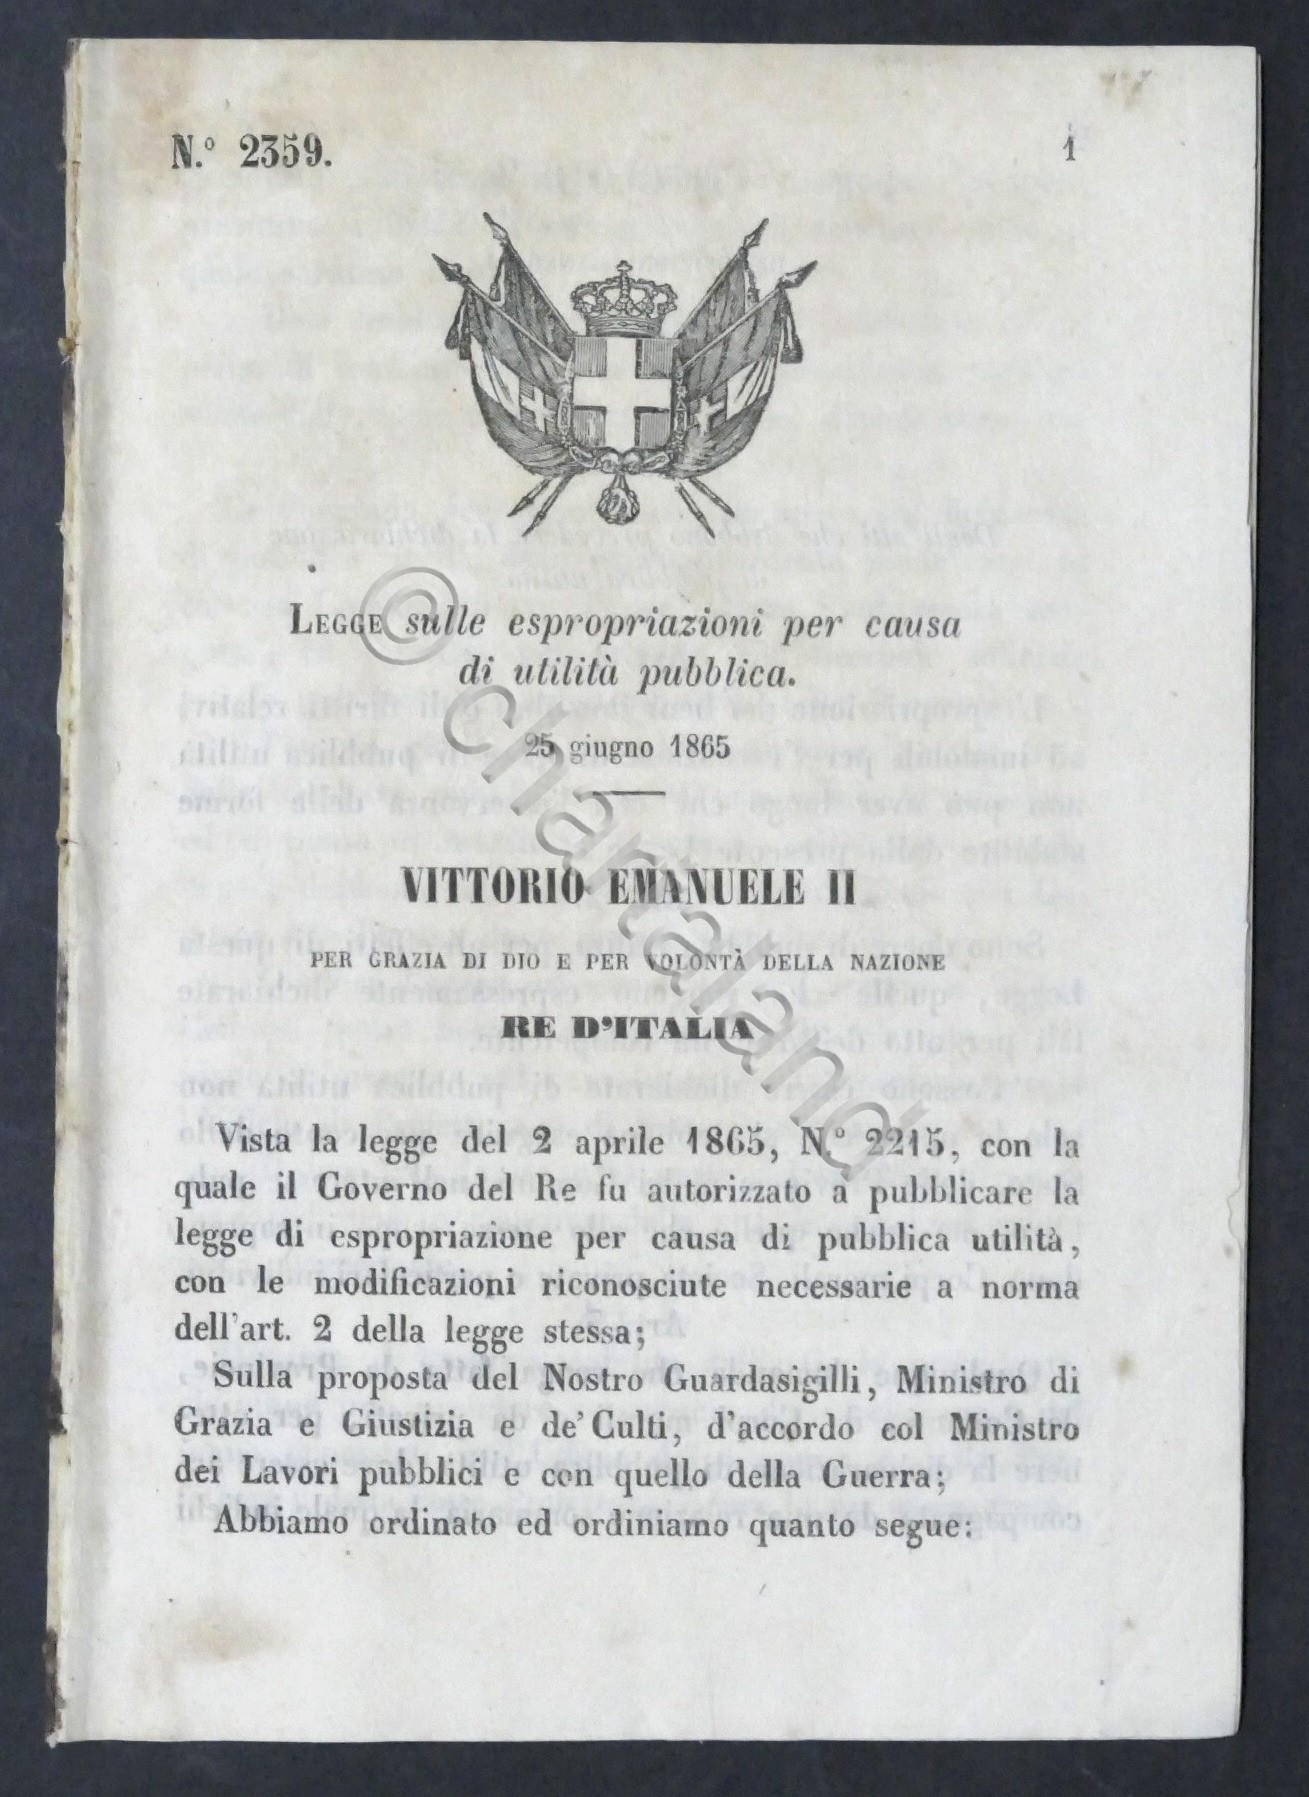 N.º 2359.
1
LEGGE sulle espropriazioni per causa
di utilità pubblica.
25 giugno 1865
VITTORIO EMANUELE II
PER GRAZIA DI DIO E PER VOLONTÀ DELLA NAZIONE
RE D'ITALIA
Vista la legge del 2 aprile 1865, N.º 2215, con la
quale il Governo del Re fu autorizzato a pubblicare la
legge di espropriazione per causa di pubblica utilità,
con le modificazioni riconosciute necessarie a norma
dell'art. 2 della legge stessa;
Sulla proposta del Nostro Guardasigilli, Ministro di
Grazia e Giustizia e de' Culti, d'accordo col Ministro
dei Lavori pubblici e con quello della Guerra;
Abbiamo ordinato ed ordiniamo quanto segue:
© chartaland